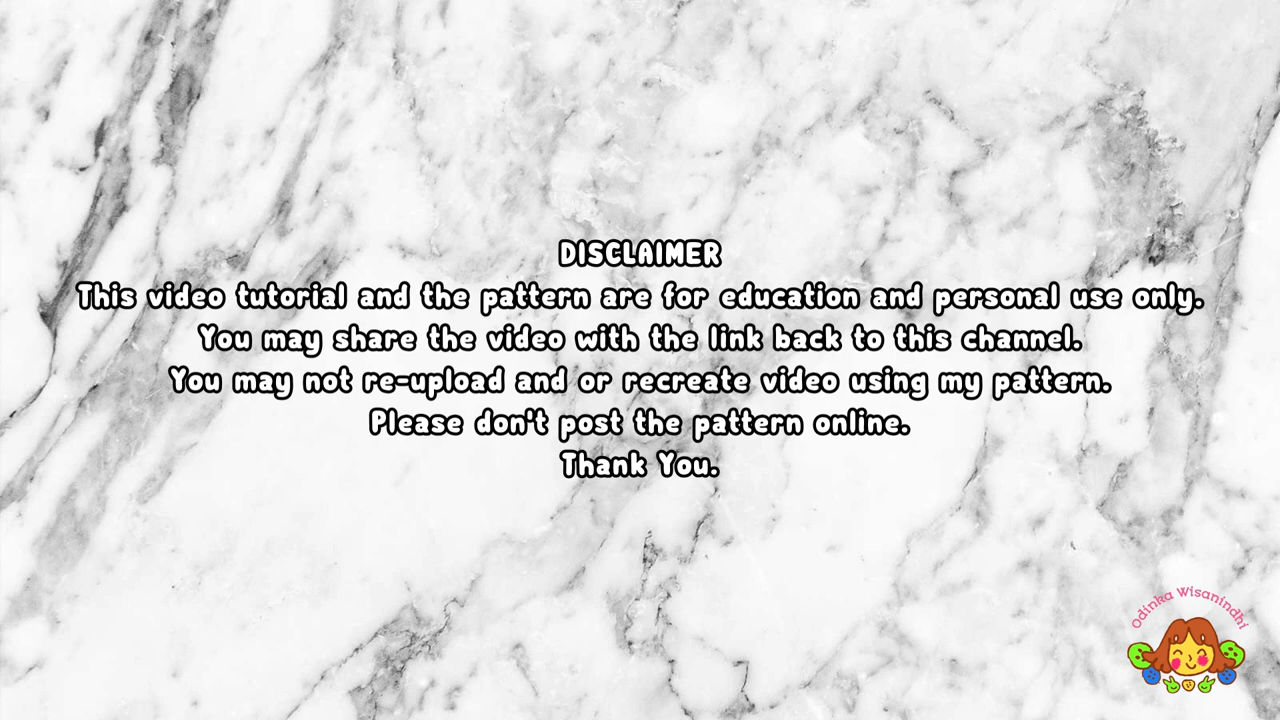 DISCLAIMER
This video tutorial and the pattern are for education and personal use only.
You may share the video with the link back to this channel.
You may not re-upload and or recreate video using my pattern.
Please don't post the pattern online.
Thank You.
Odinka Wisanindhi